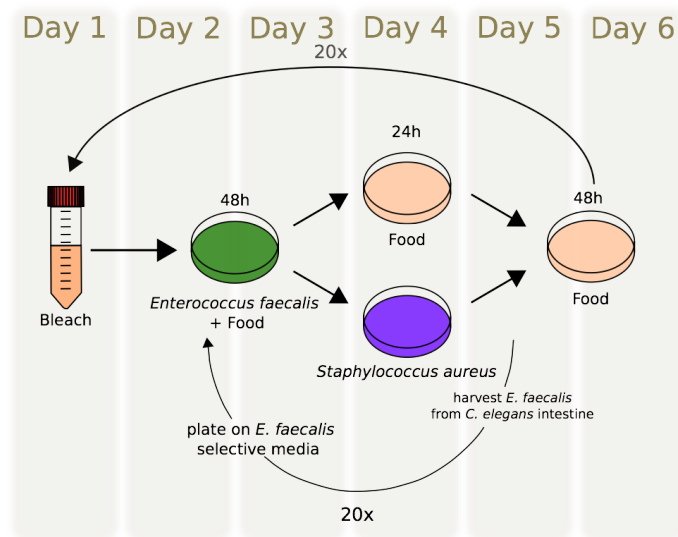 Day 1 Day 2 Day 3 Day 4 Day 5 Day 6
20x
24h
48h
48h
Food
Food
Bleach
Enterococcus faecalis
+ Food
Staphylococcus aureus
harvest E. faecalis
from C. elegans intestine
plate on E. faecalis
selective media
20x